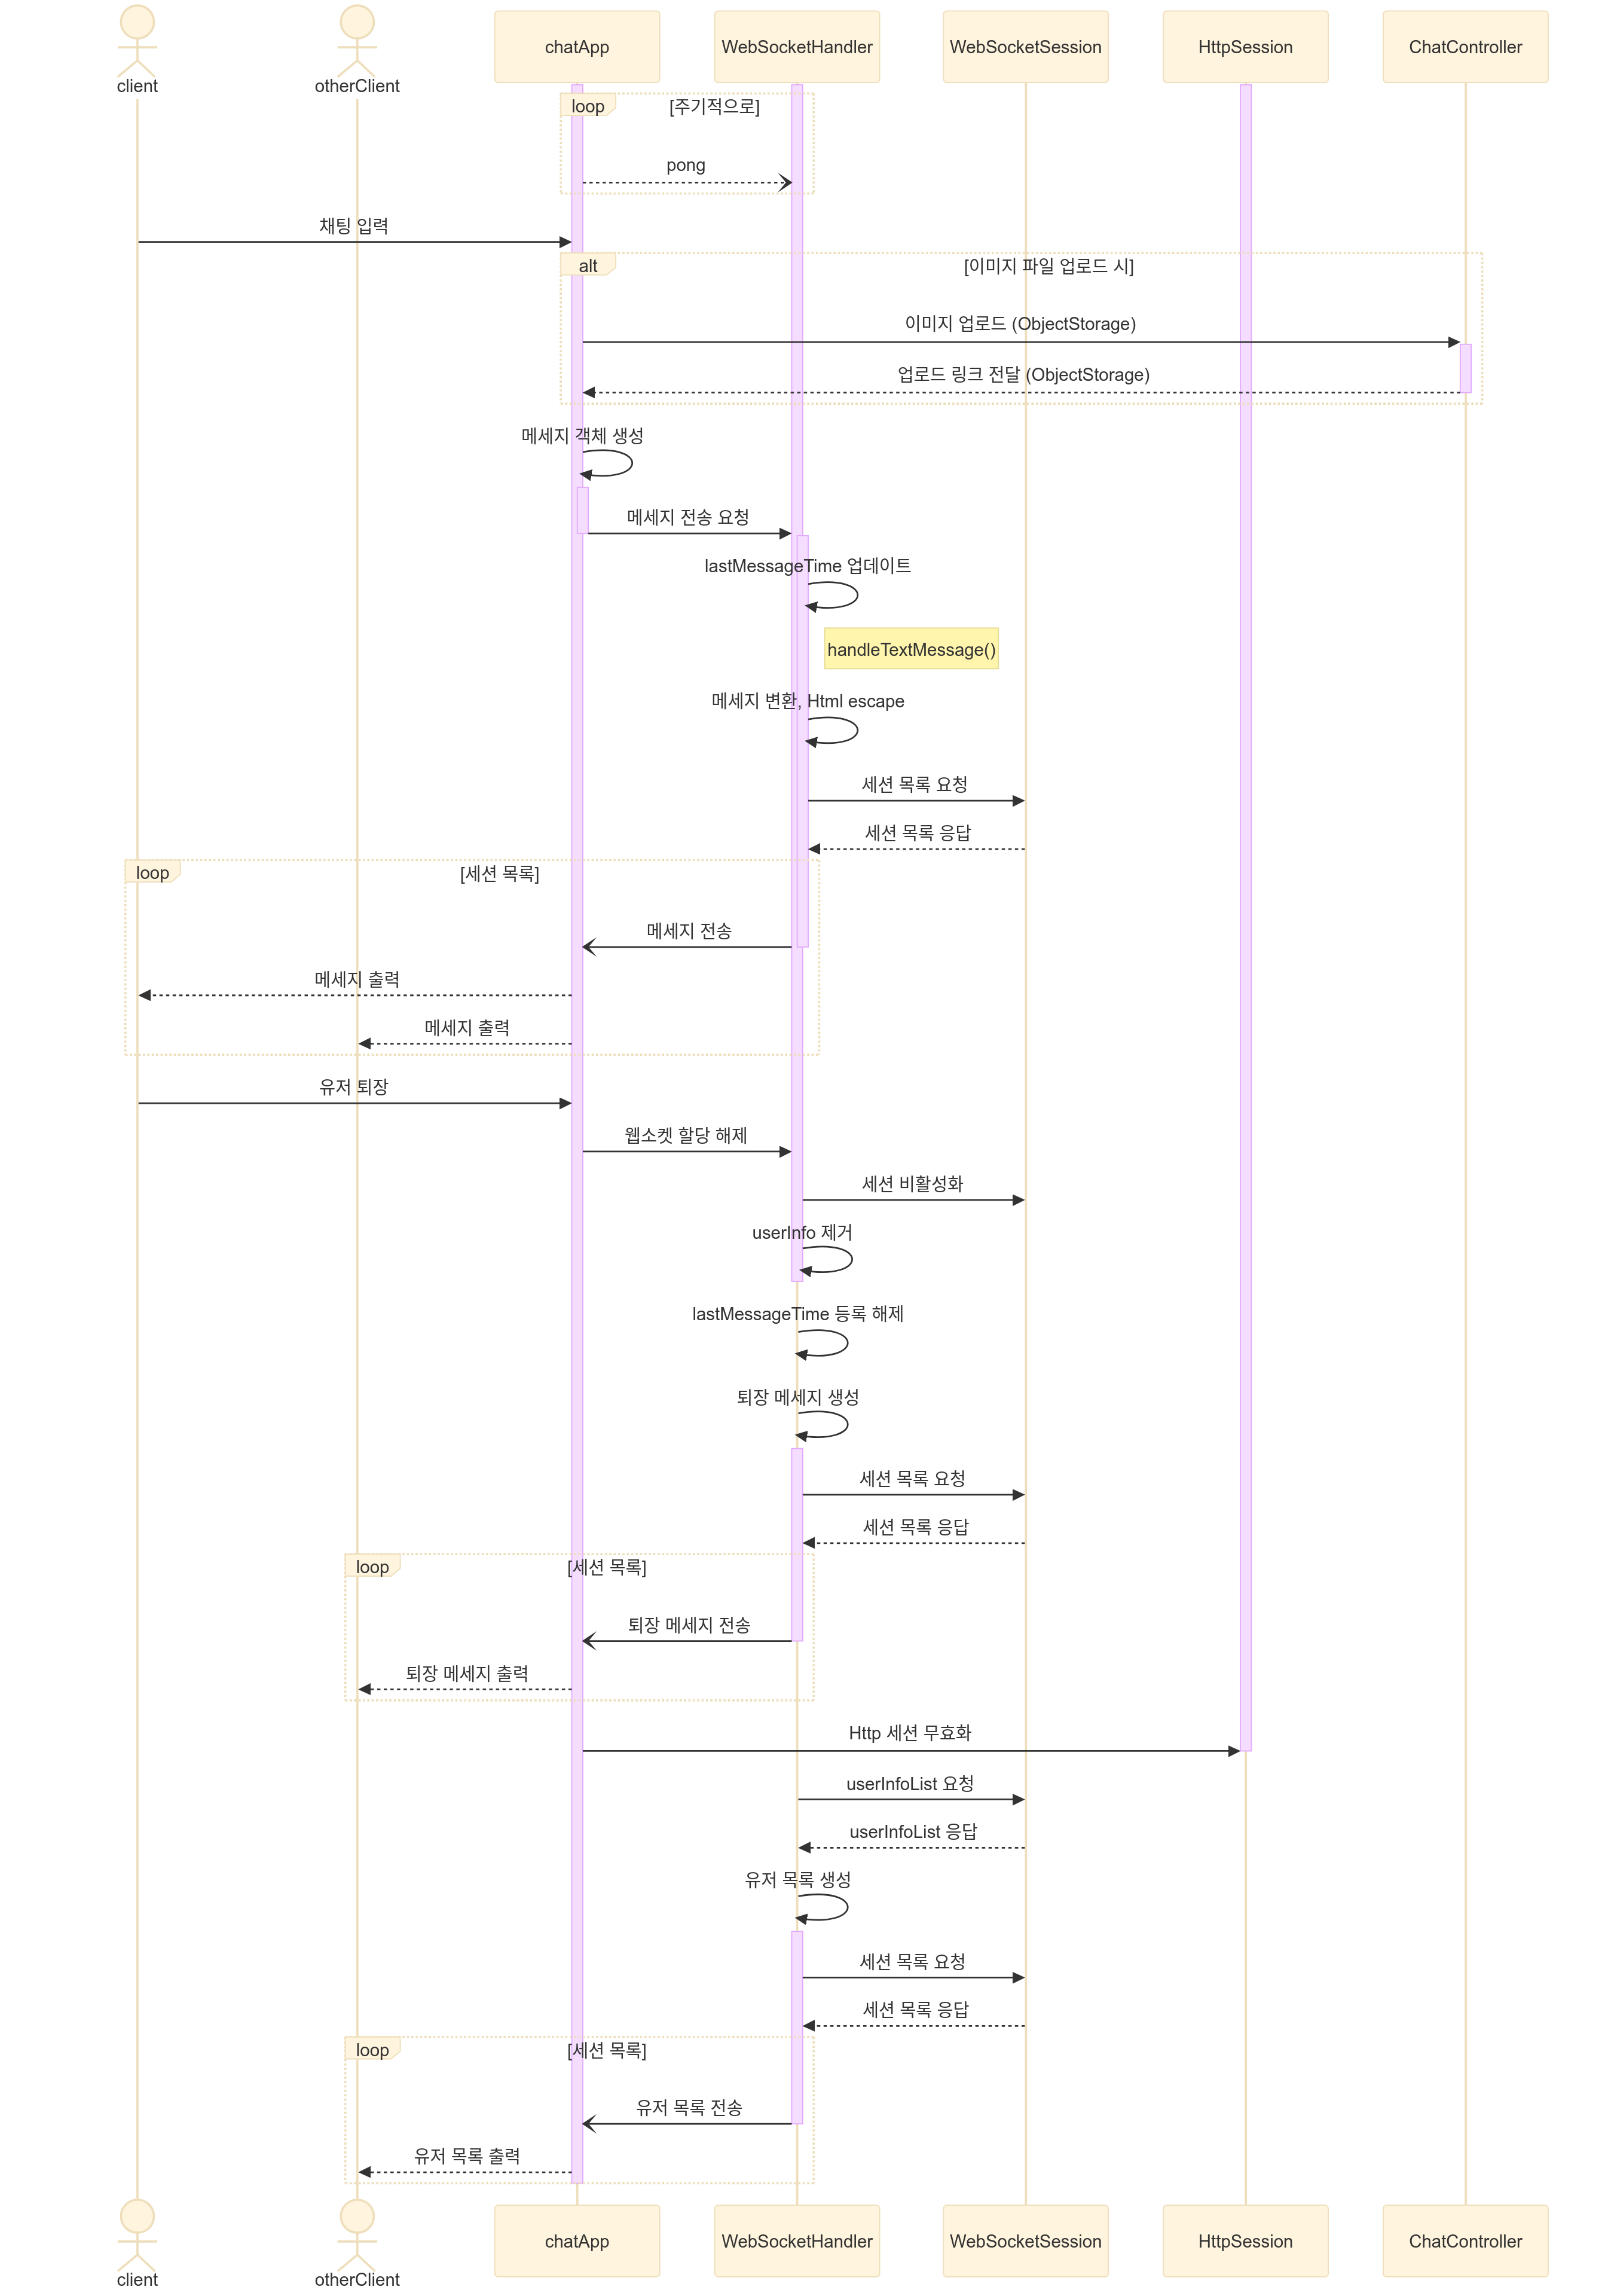 client
otherClient
chatApp
WebSocketHandler
WebSocketSession
HttpSession
ChatController
loop
[주기적으로]
pong
채팅 입력
alt
[이미지 파일 업로드 시]
이미지 업로드 (ObjectStorage)
업로드 링크 전달 (ObjectStorage)
메세지 객체 생성
메세지 전송 요청
lastMessageTime 업데이트
handleTextMessage()
메세지 변환, Html escape
세션 목록 요청
세션 목록 응답
loop
[세션 목록]
메세지 전송
메세지 출력
메세지 출력
유저 퇴장
웹소켓 할당 해제
세션 비활성화
userInfo 제거
lastMessageTime 등록 해제
퇴장 메세지 생성
세션 목록 요청
세션 목록 응답
loop
[세션 목록]
퇴장 메세지 전송
퇴장 메세지 출력
Http 세션 무효화
userInfoList 요청
userInfoList 응답
유저 목록 생성
세션 목록 요청
세션 목록 응답
loop
[세션 목록]
유저 목록 전송
유저 목록 출력
client
otherClient
chatApp
WebSocketHandler
WebSocketSession
HttpSession
ChatController